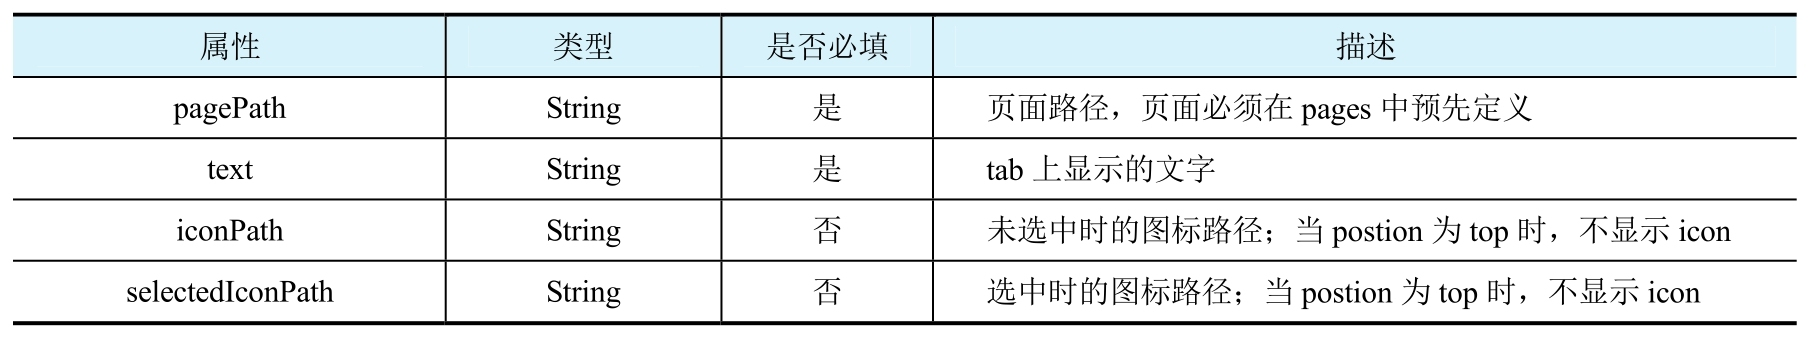 属性 类型 是否必填 描述
pagePath String 是 页面路径，页面必须在 pages 中预先定义
text String 是 tab 上显示的文字
iconPath String 否 未选中时的图标路径；当 postion 为 top 时，不显示 icon
selectedIconPath String 否 选中时的图标路径；当 postion 为 top 时，不显示 icon